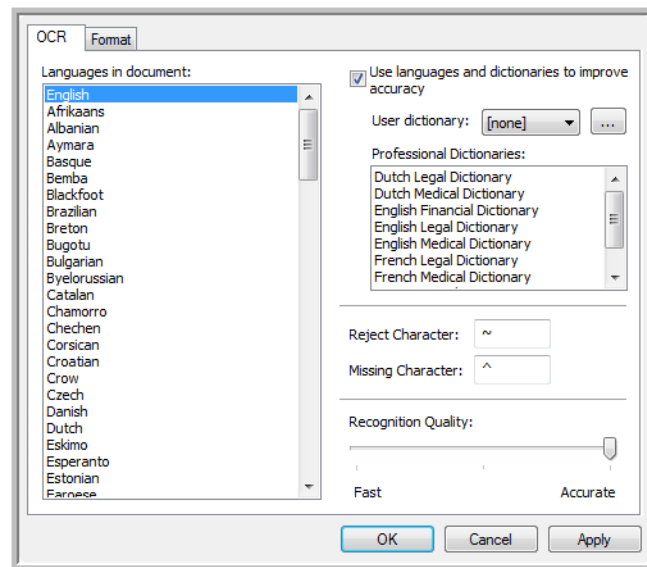 OCR
Format
Languages in document:
English
Afrikaans
Albanian
Aymara
Basque
Bemba
Blackfoot
Brazilian
Breton
Bugotu
Bulgarian
Byelorussian
Catalan
Chamorro
Chechen
Corsican
Croatian
Crow
Czech
Danish
Dutch
Eskimo
Esperanto
Estonian
Faroese
Use languages and dictionaries to improve
accuracy
User dictionary: [none] ...
Professional Dictionaries:
Dutch Legal Dictionary
Dutch Medical Dictionary
English Financial Dictionary
English Legal Dictionary
English Medical Dictionary
French Legal Dictionary
French Medical Dictionary
Reject Character: ~
Missing Character: ^
Recognition Quality:
Fast Accurate
OK Cancel Apply